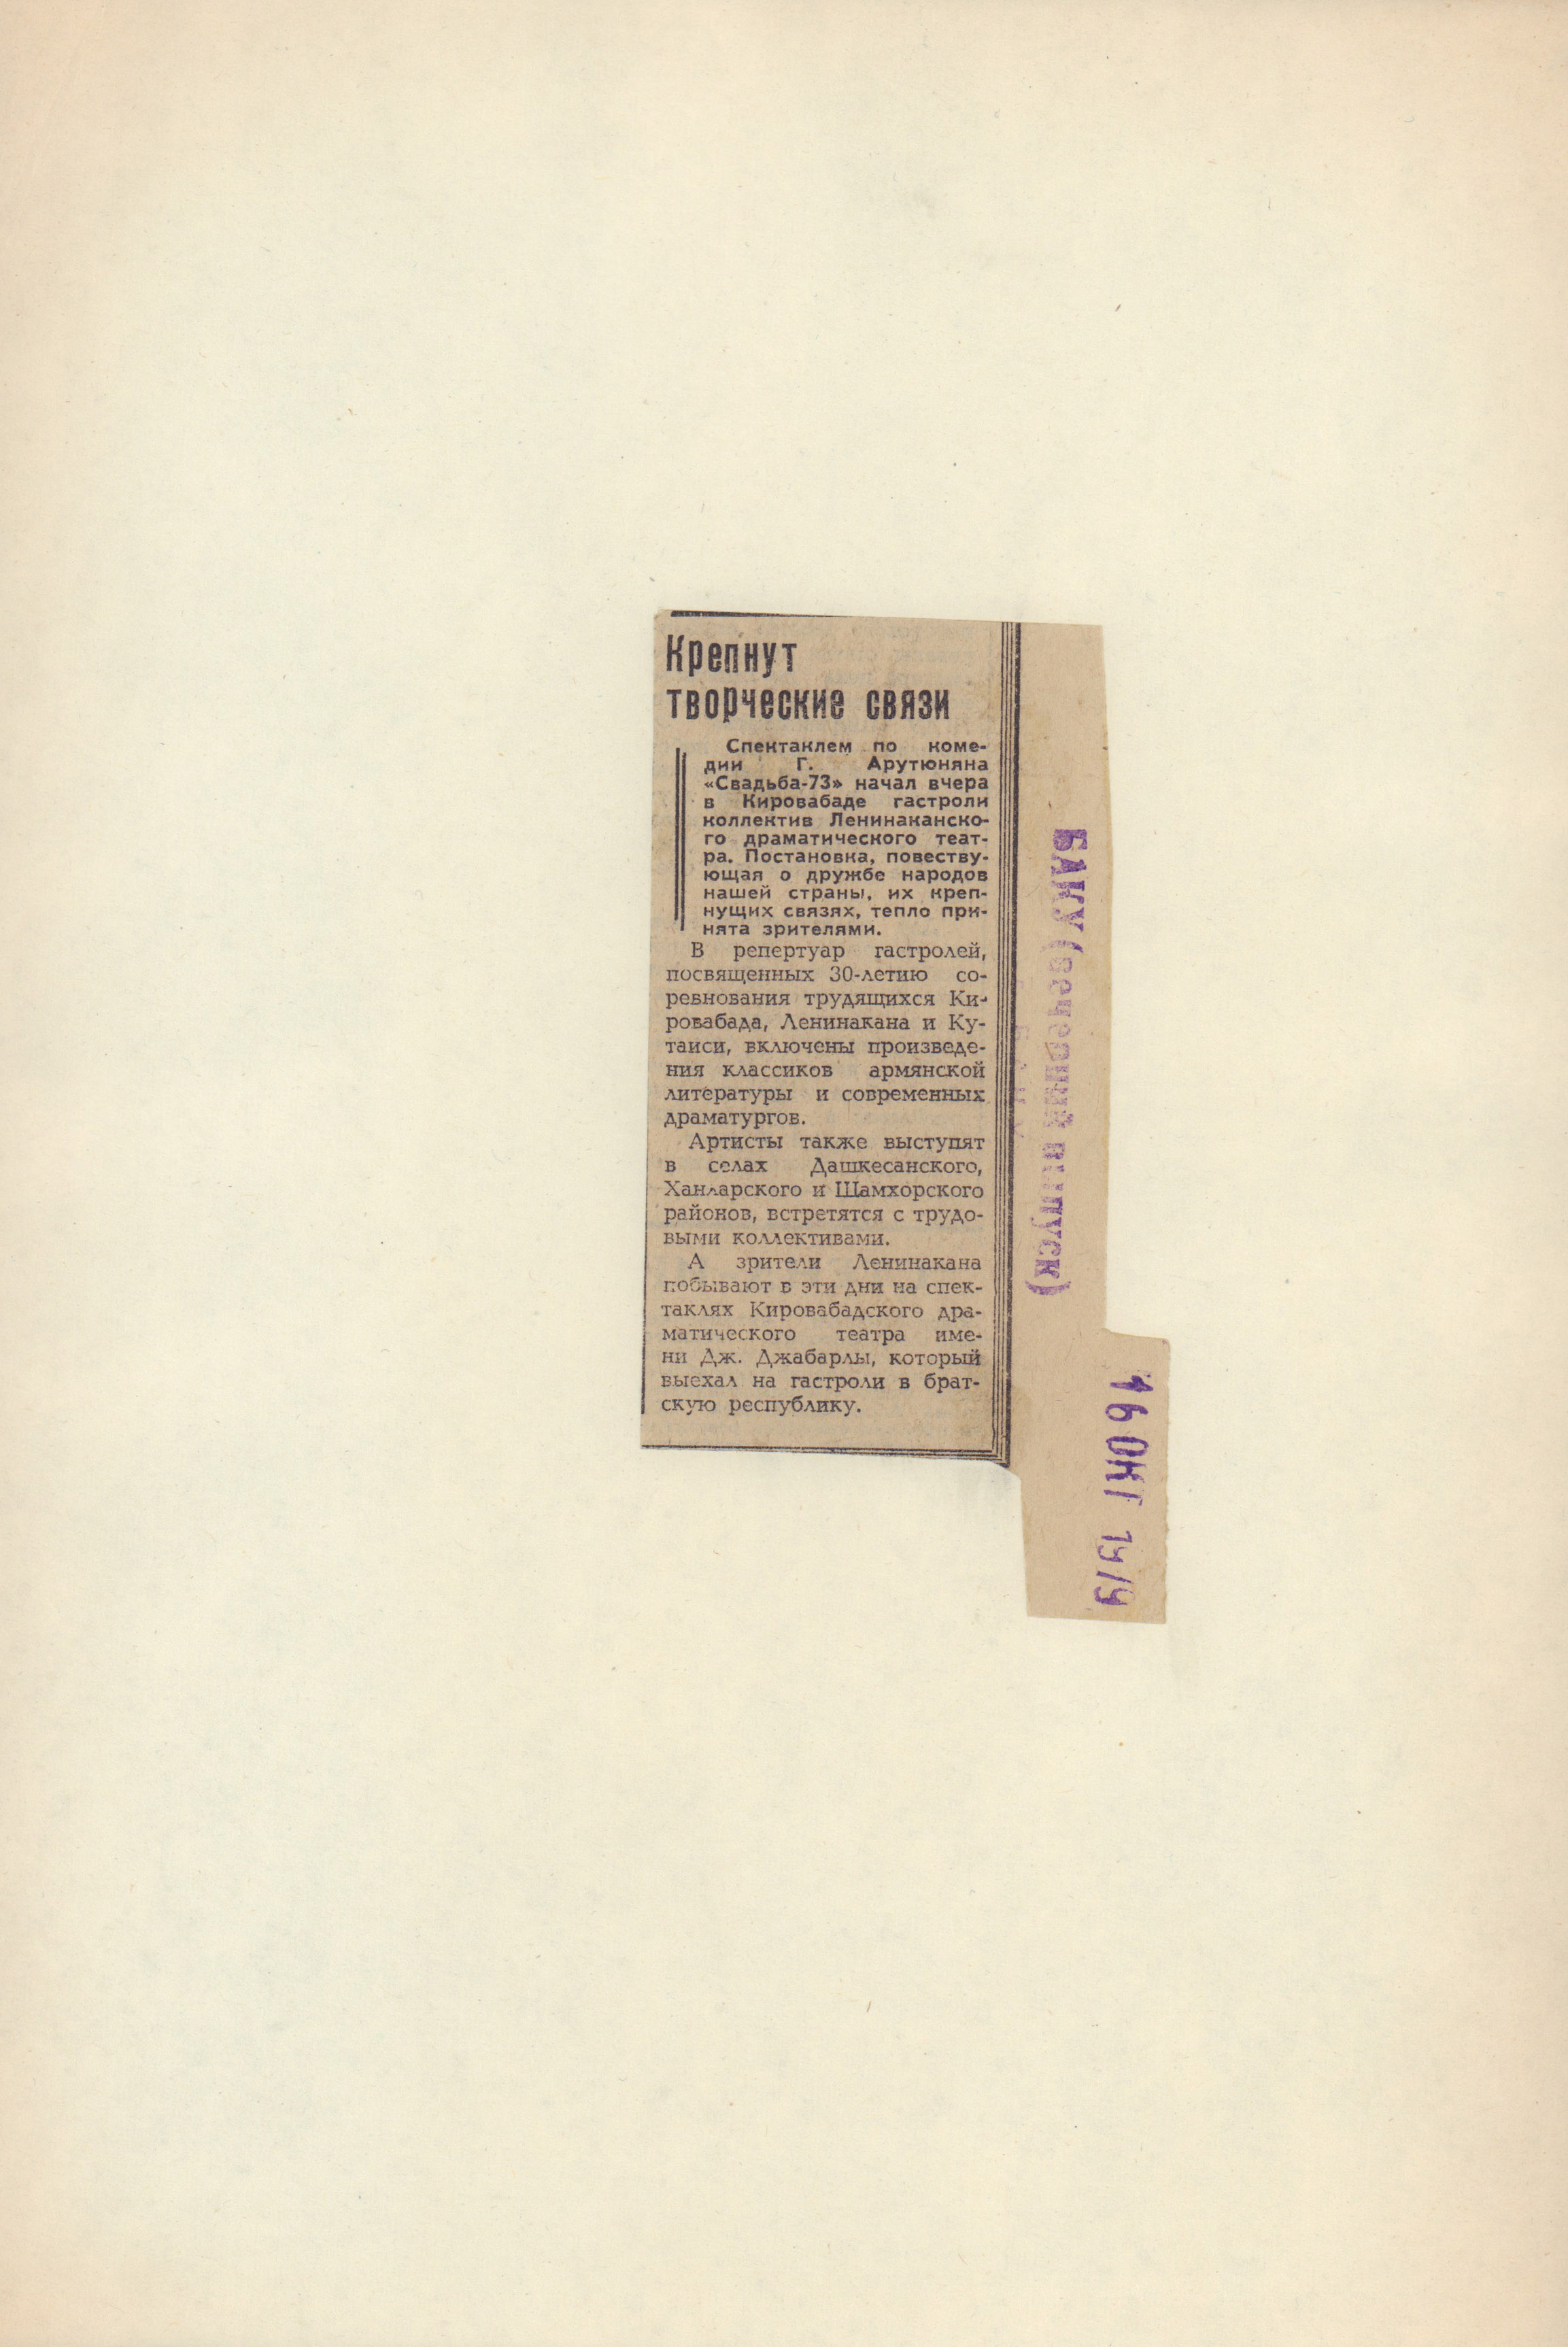 Крепнут
творческие связи
Спектаклем по коме-
дии Г. Арутюняна
«Свадьба-73» начал вчера
в Кировабаде гастроли
коллектив Ленинаканско-
го драматического теат-
ра. Постановка, повеству-
ющая о дружбе народов
нашей страны, их креп-
нущих связях, тепло при-
нята зрителями.
В репертуар гастролей,
посвященных 30-летию со-
ревнования трудящихся Ки-
ровабада, Ленинакана и Ку-
таиси, включены произведе-
ния классиков армянской
литературы и современных
драматургов.
Артисты также выступят
в селах Дашкесанского,
Ханларского и Шамхорского
районов, встретятся с трудо-
выми коллективами.
А зрители Ленинакана
побывают в эти дни на спек-
таклях Кировабадского дра-
матического театра име-
ни Дж. Джабарлы, который
выехал на гастроли в брат-
скую республику.
БАКУ (вечерний выпуск)
16 ОКТ 1979